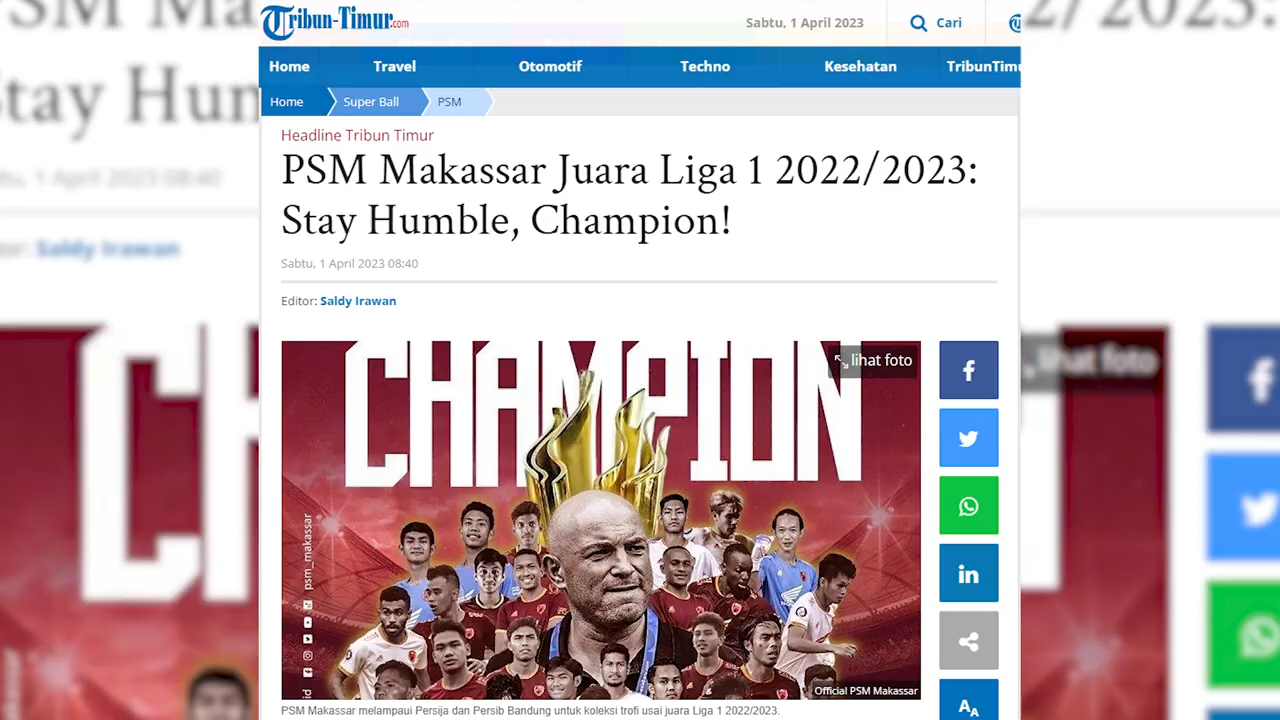 Tribun-Timur.com
Sabtu, 1 April 2023
Cari
Home Travel Otomotif Techno Kesehatan TribunTimu
Home Super Ball PSM
Headline Tribun Timur
PSM Makassar Juara Liga 1 2022/2023:
Stay Humble, Champion!
Sabtu, 1 April 2023 08:40
Editor: Saldy Irawan
CHAMPION
lihat foto
psm_makassar
Official PSM Makassar
PSM Makassar melampaui Persija dan Persib Bandung untuk koleksi trofi usai juara Liga 1 2022/2023.